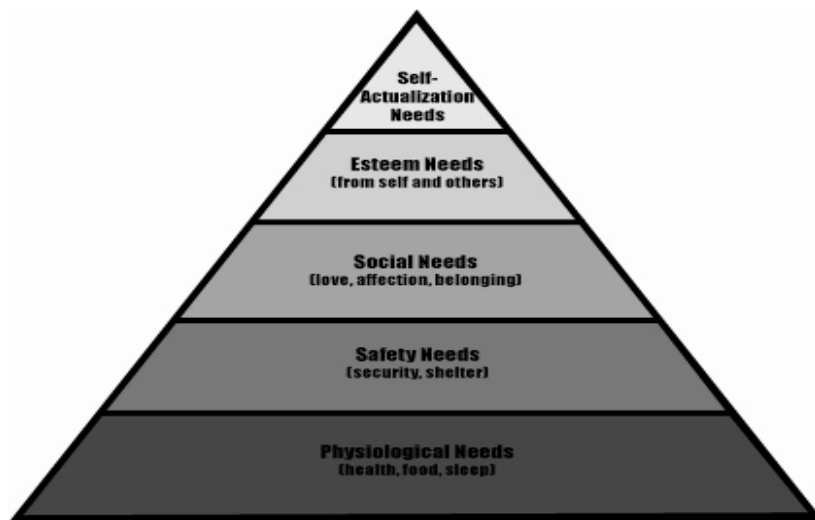 Self-
Actualization
Needs
Esteem Needs
(from self and others)
Social Needs
(love, affection, belonging)
Safety Needs
(security, shelter)
Physiological Needs
(health, food, sleep)